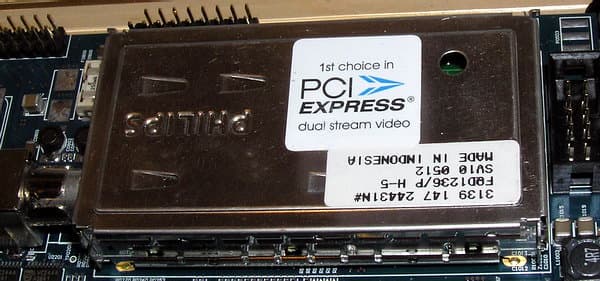 1st choice in
PCI
EXPRESS®
dual stream video
PHILIPS
3139 147 24431N#
FQD1236/P H-5
SV10 0512
MADE IN INDONESIA
C1OL2